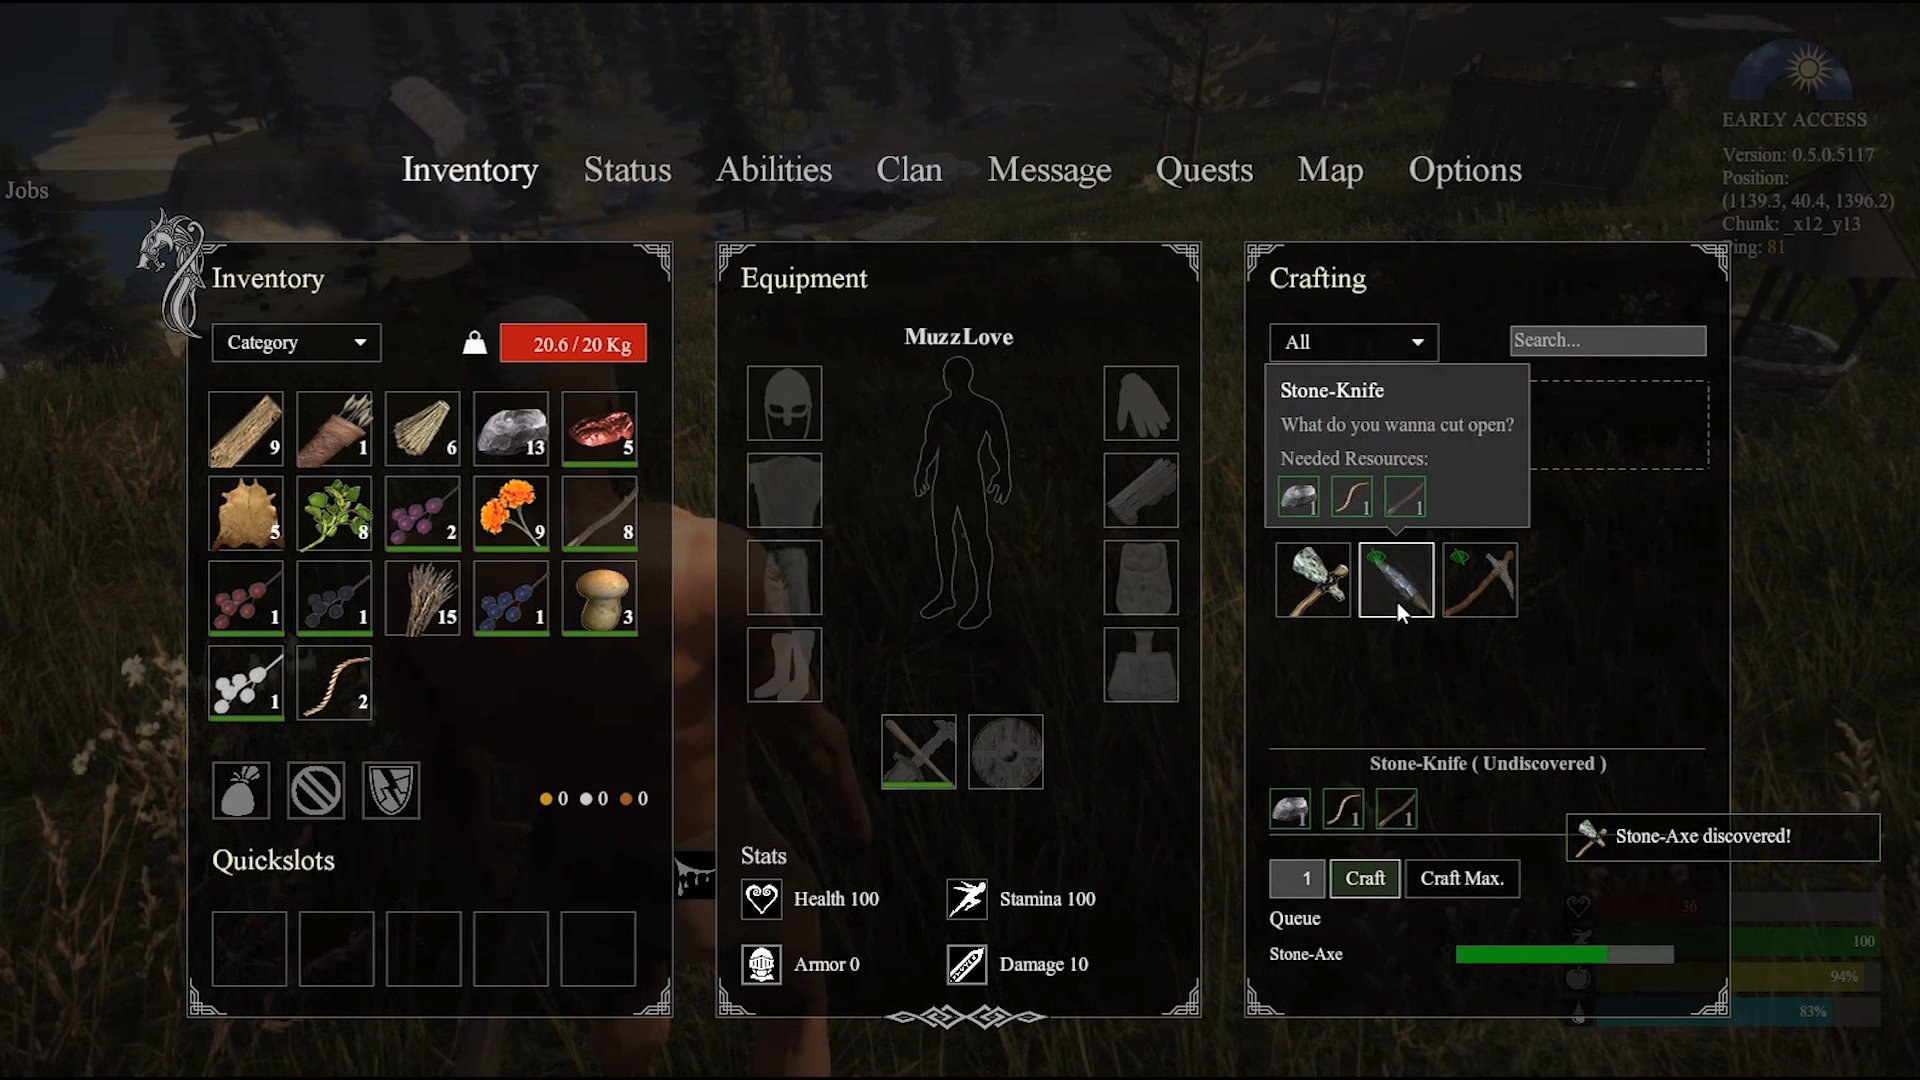 Inventory Status Abilities Clan Message Quests Map Options
EARLY ACCESS
Version: 0.5.0.5117
Position:
(1139.3, 40.4, 1396.2)
Chunk: _x12_y13
Ping: 81
Jobs
Inventory
Category
20.6 / 20 Kg
9 1 6 13 5
5 8 2 9 8
1 1 15 1 3
1 2
0 0 0
Quickslots
Equipment
MuzzLove
Stats
Health 100
Stamina 100
Armor 0
Damage 10
Crafting
All
Search...
Stone-Knife
What do you wanna cut open?
Needed Resources:
1 1 1
Stone-Knife ( Undiscovered )
1 1 1
Stone-Axe discovered!
1 Craft Craft Max.
Queue
Stone-Axe
36
100
94%
83%